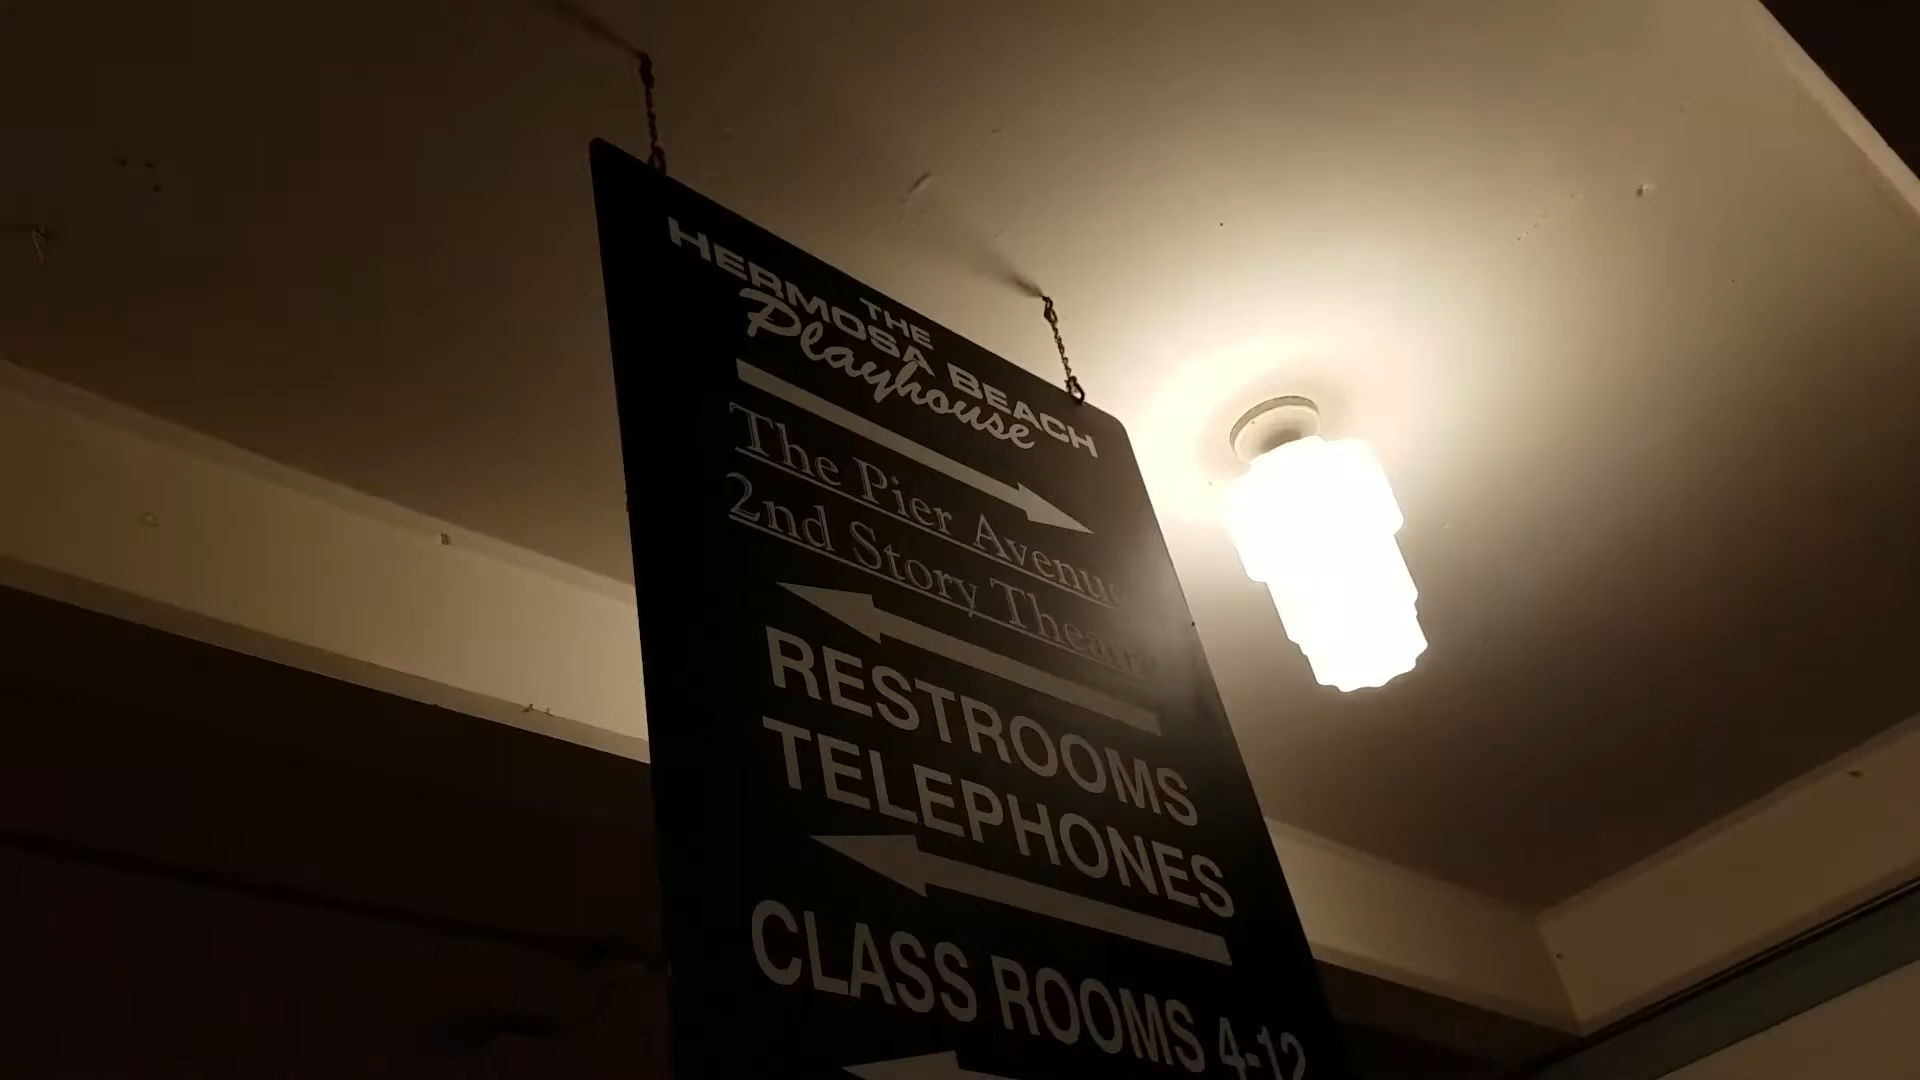 THE
HERMOSA BEACH
Playhouse
The Pier Avenue
2nd Story Theatre
RESTROOMS
TELEPHONES
CLASS ROOMS 4-12